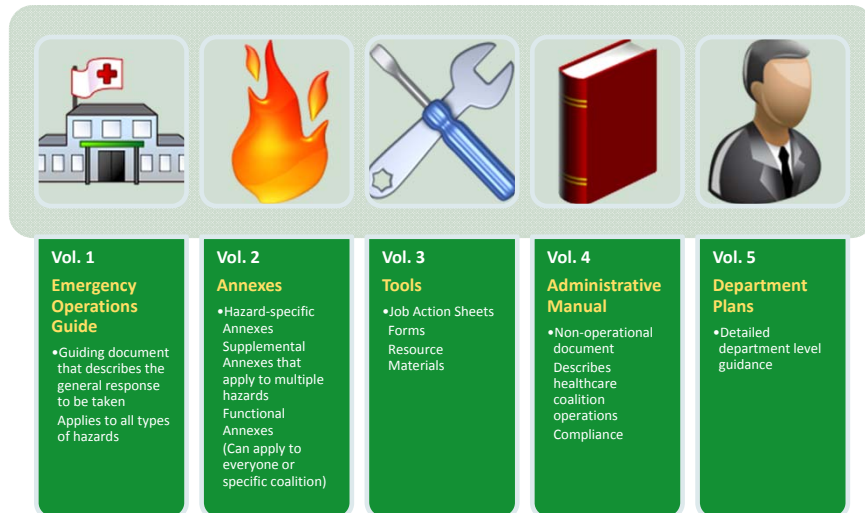 Vol. 1
Emergency
Operations
Guide
•Guiding document
that describes the
general response
to be taken
Applies to all types
of hazards
Vol. 2
Annexes
•Hazard-specific
Annexes
Supplemental
Annexes that
apply to multiple
hazards
Functional
Annexes
(Can apply to
everyone or
specific coalition)
Vol. 3
Tools
•Job Action Sheets
Forms
Resource
Materials
Vol. 4
Administrative
Manual
•Non-operational
document
Describes
healthcare
coalition
operations
Compliance
Vol. 5
Department
Plans
•Detailed
department level
guidance